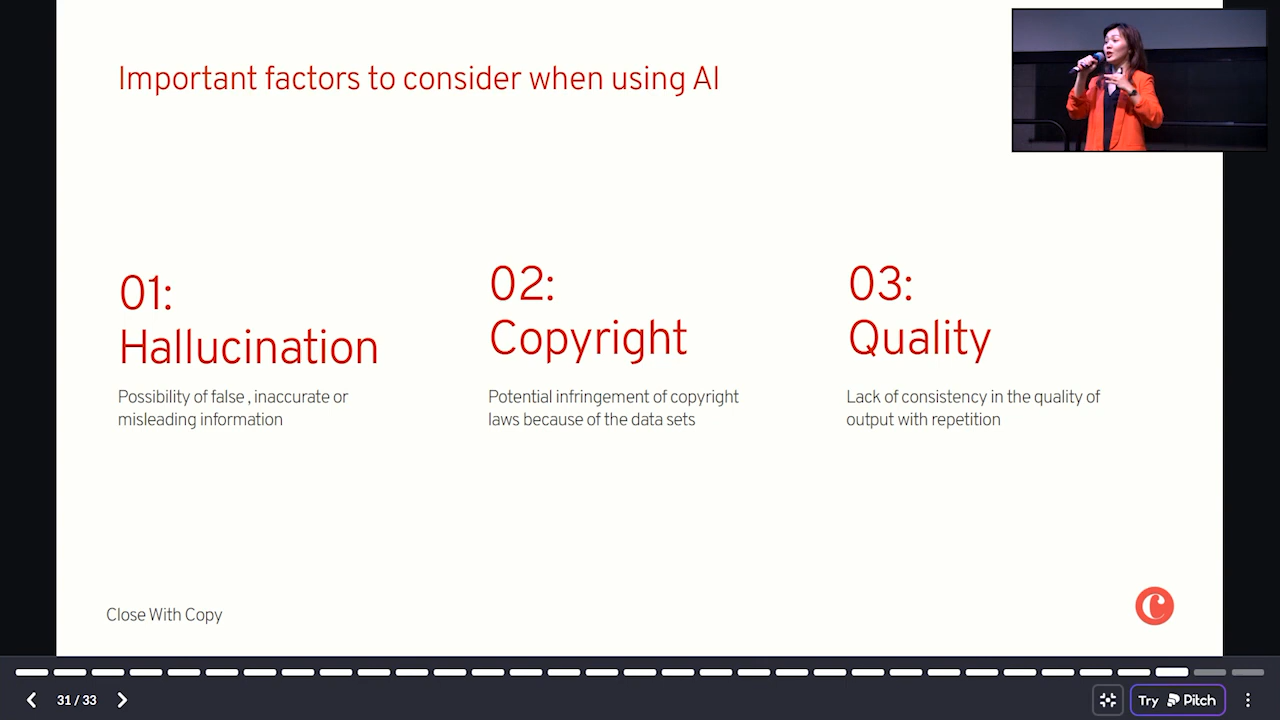 Important factors to consider when using AI
01:
Hallucination
Possibility of false , inaccurate or
misleading information
02:
Copyright
Potential infringement of copyright
laws because of the data sets
03:
Quality
Lack of consistency in the quality of
output with repetition
Close With Copy
C
31 / 33
Try Pitch